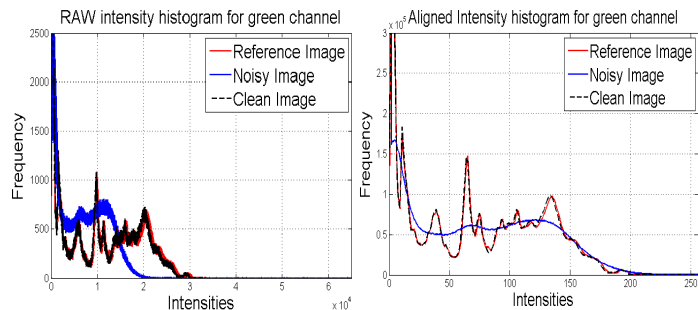 RAW intensity histogram for green channel
2500
2000
1500
1000
500
0
Frequency
Reference Image
Noisy Image
Clean Image
0 1 2 3 4 5 6
x 10^4
Intensities
Aligned Intensity histogram for green channel
x 10^5
3
2.5
2
1.5
1
0.5
0
Frequency
Reference Image
Noisy Image
Clean Image
0 50 100 150 200 250
Intensities